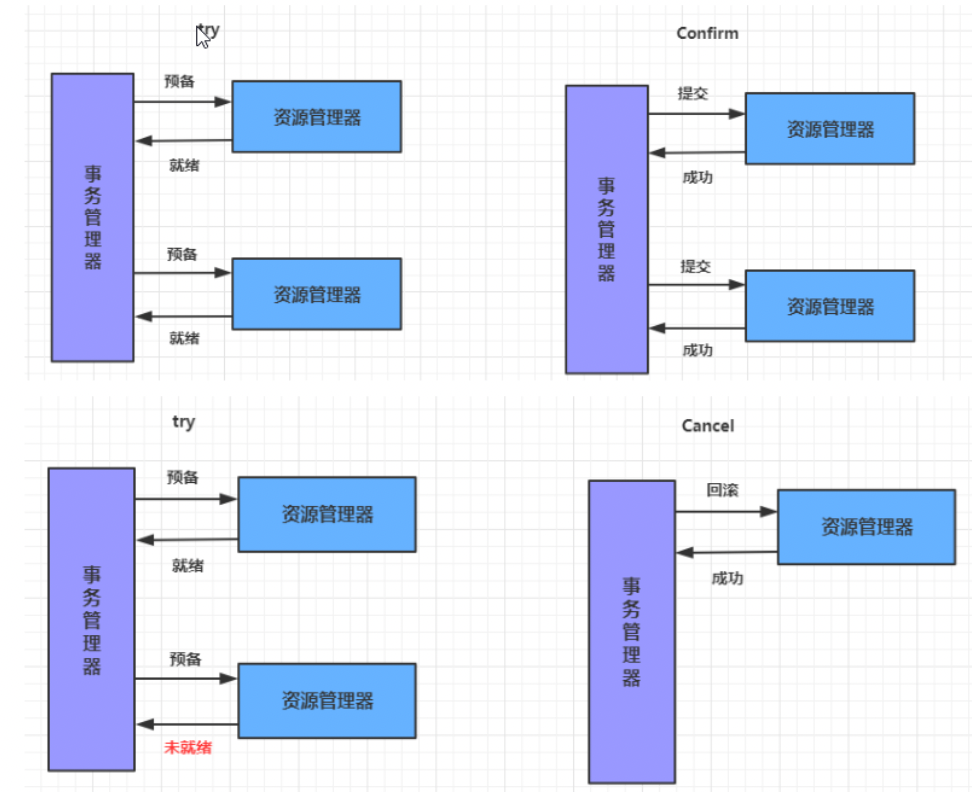 try
Confirm
预备
资源管理器
就绪
事务管理器
预备
资源管理器
就绪
提交
资源管理器
成功
事务管理器
提交
资源管理器
成功
try
Cancel
预备
资源管理器
就绪
事务管理器
预备
资源管理器
未就绪
回滚
资源管理器
成功
事务管理器